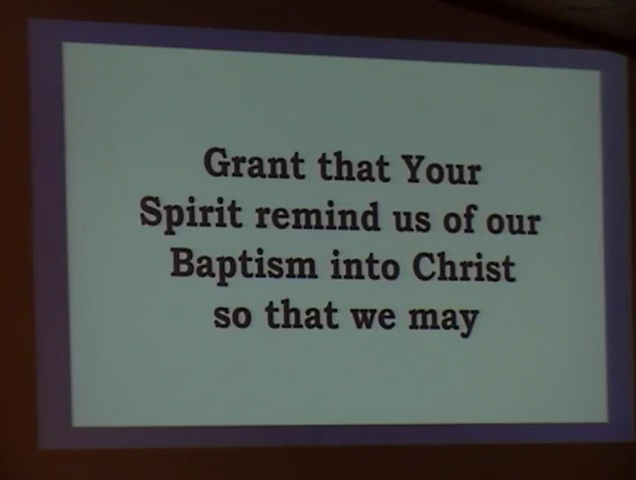 Grant that Your
Spirit remind us of our
Baptism into Christ
so that we may